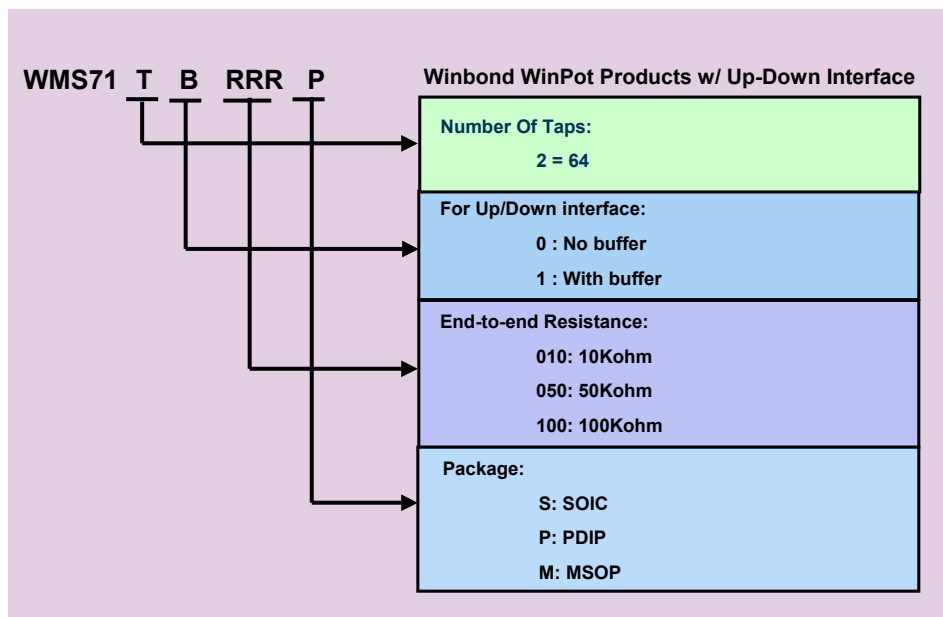 WMS71 T B RRR P
Winbond WinPot Products w/ Up-Down Interface
Number Of Taps:
2 = 64
For Up/Down interface:
0 : No buffer
1 : With buffer
End-to-end Resistance:
010: 10Kohm
050: 50Kohm
100: 100Kohm
Package:
S: SOIC
P: PDIP
M: MSOP